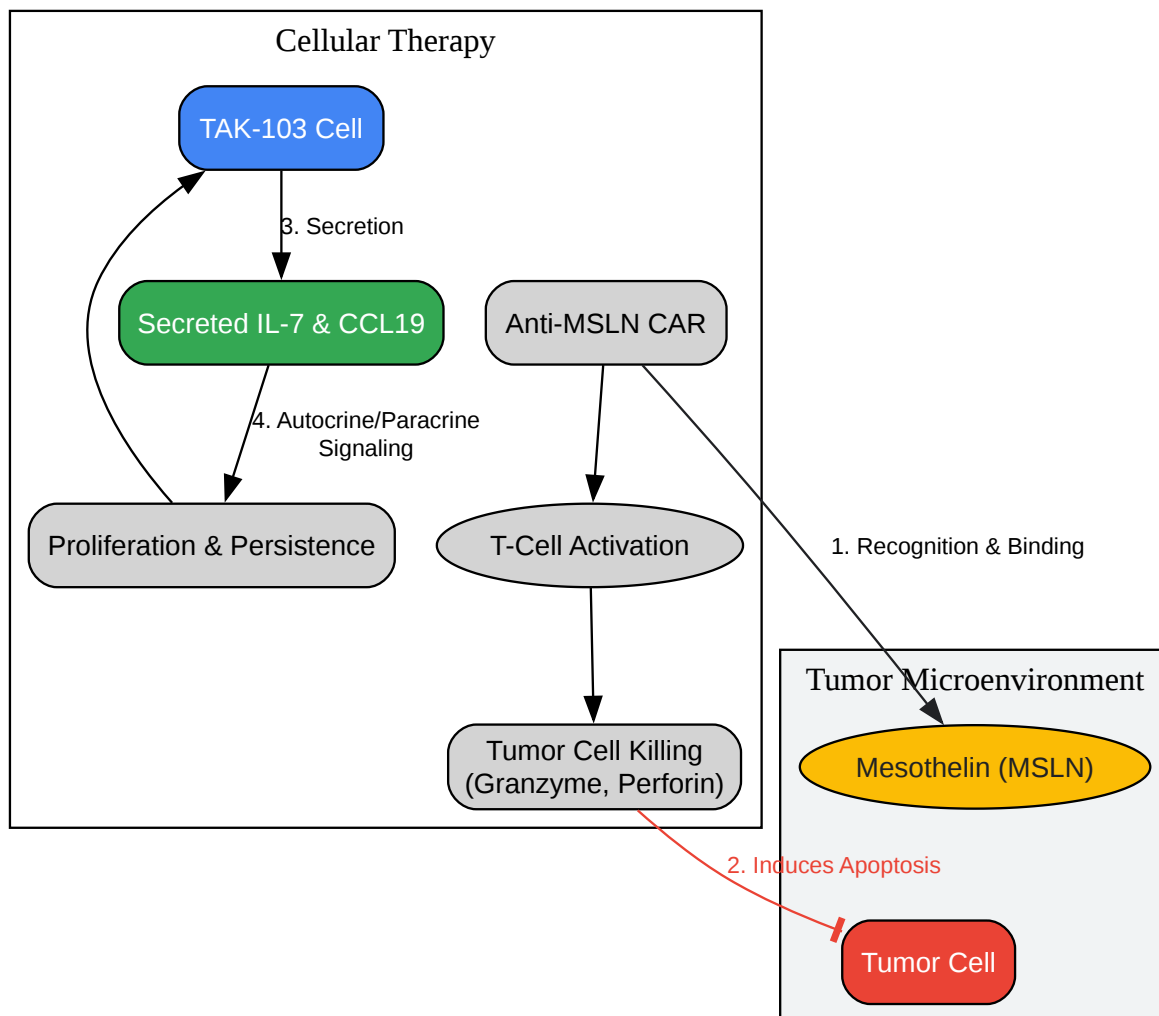 Cellular Therapy
TAK-103 Cell
3. Secretion
Secreted IL-7 & CCL19
Anti-MSLN CAR
4. Autocrine/Paracrine
Signaling
Proliferation & Persistence
T-Cell Activation
1. Recognition & Binding
Tumor Microenvironment
Tumor Cell Killing
(Granzyme, Perforin)
Mesothelin (MSLN)
2. Induces Apoptosis
Tumor Cell